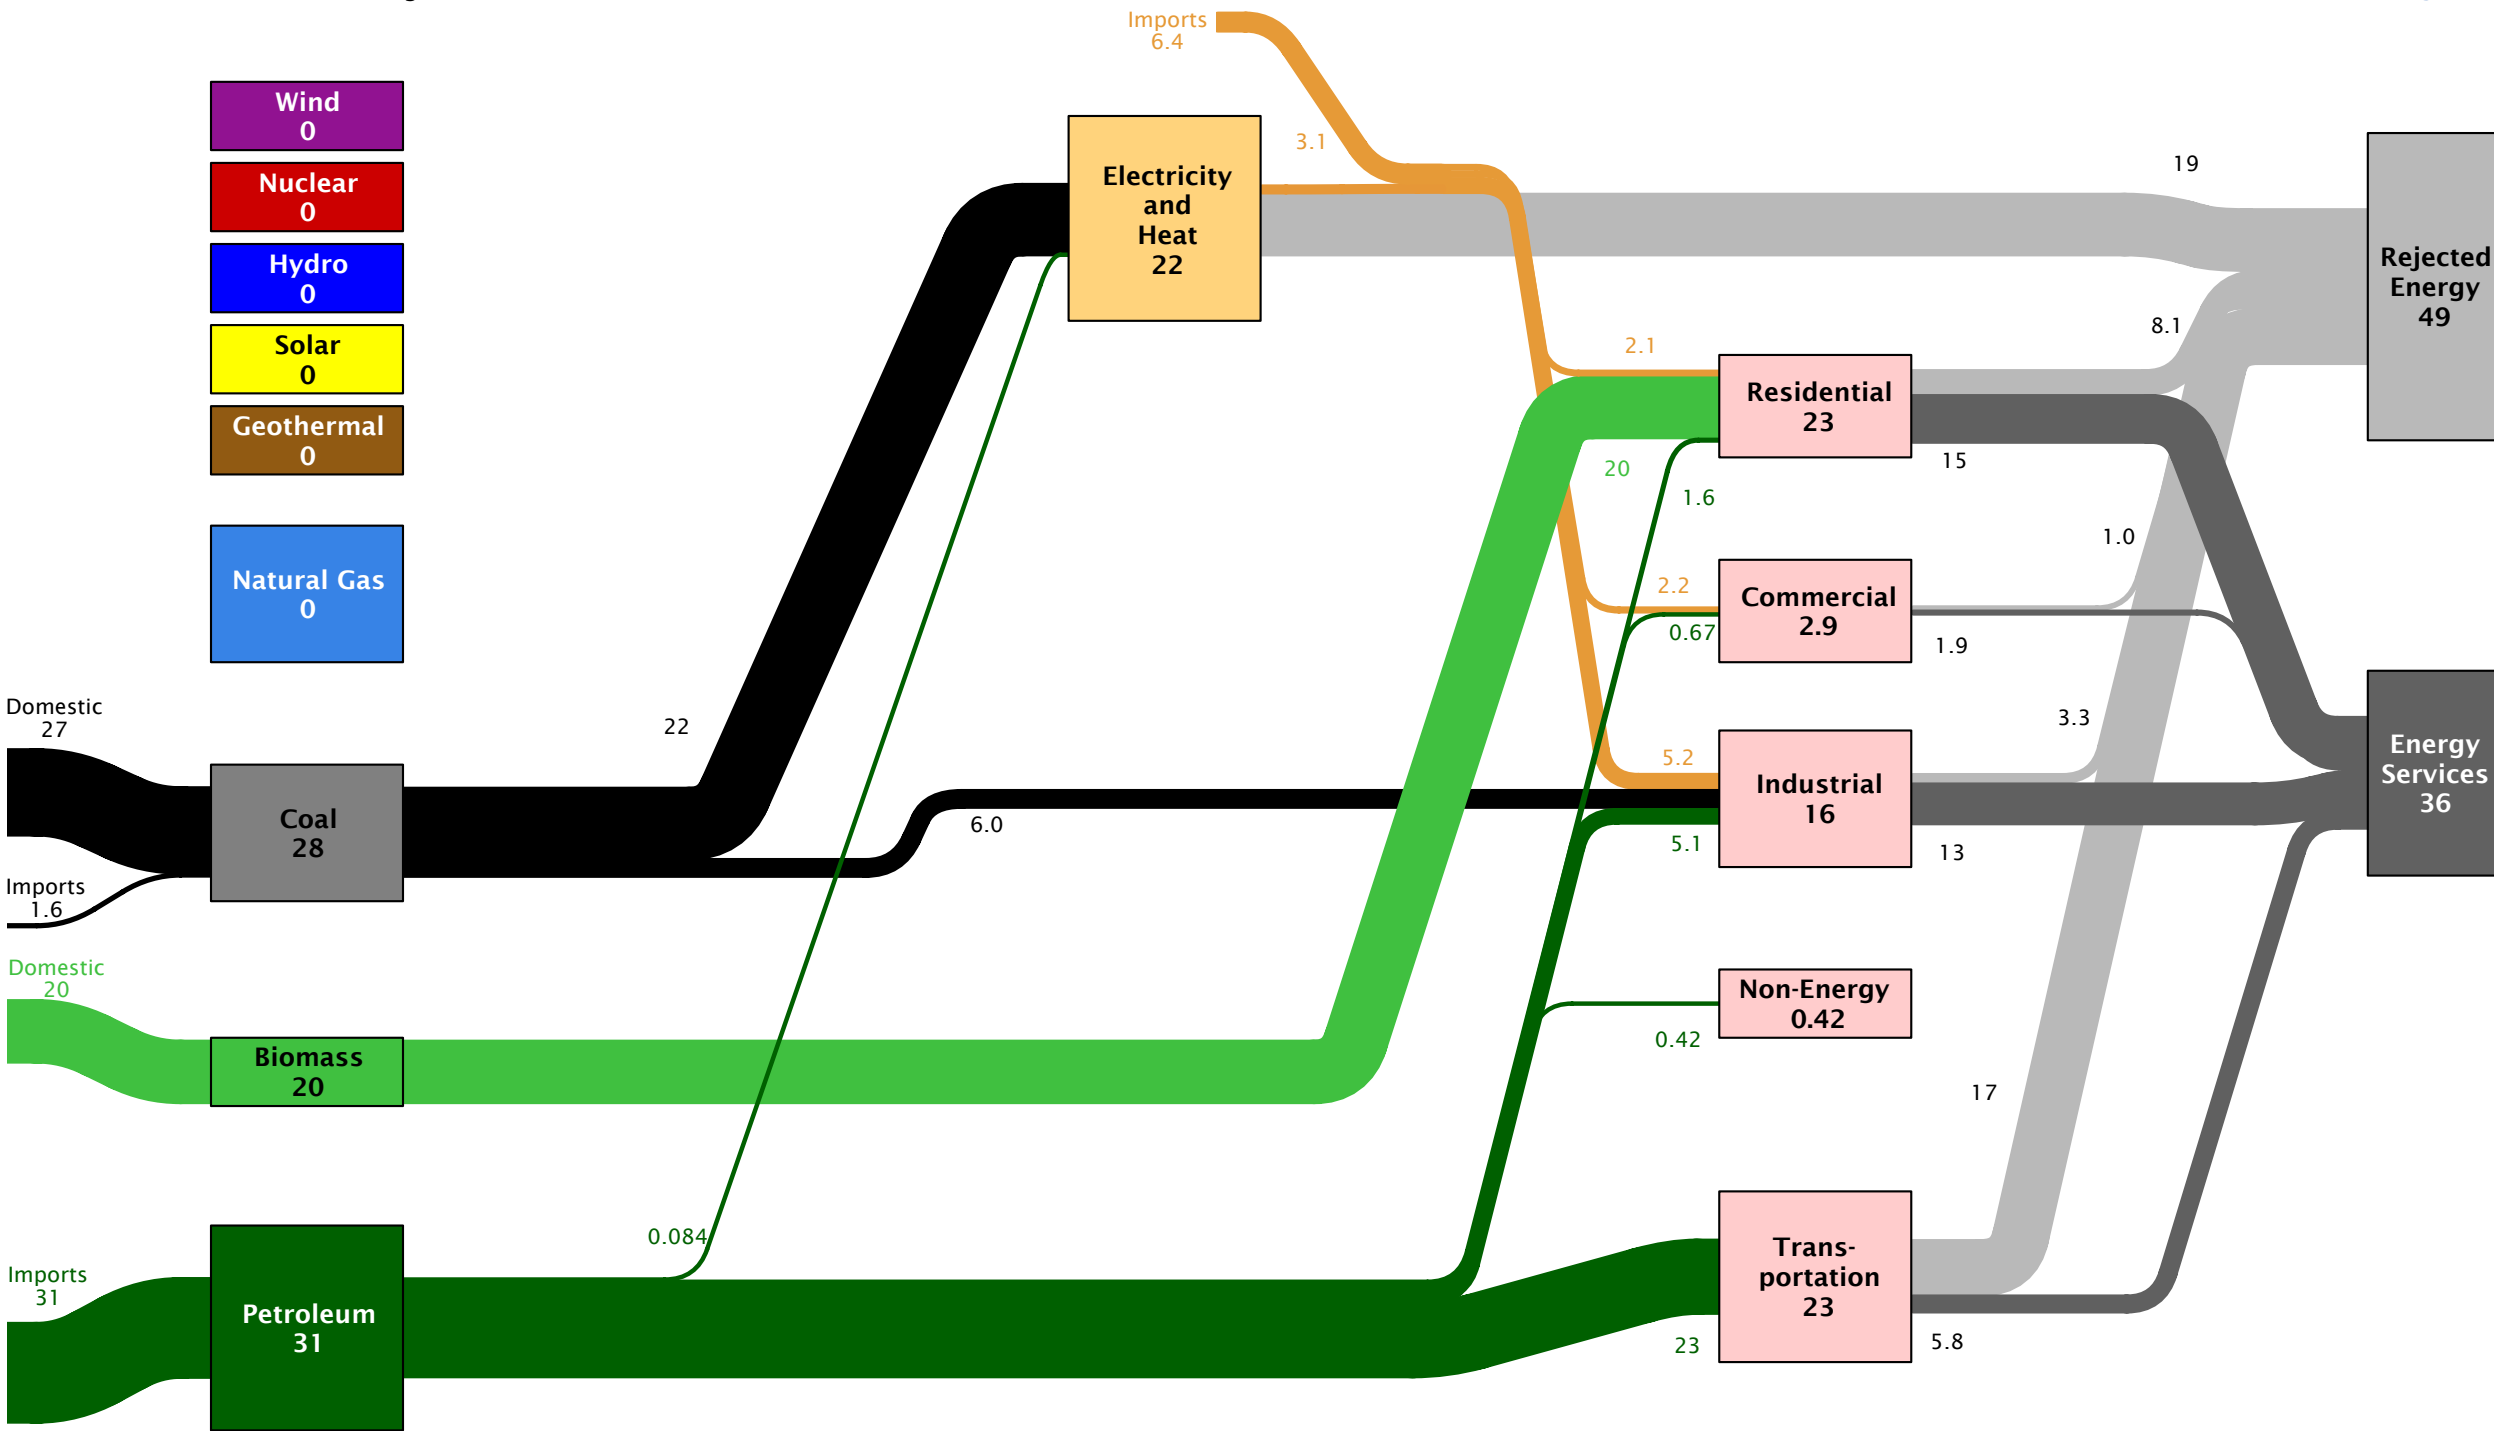 Imports
6.4
Wind
0
Nuclear
0
Hydro
0
Solar
0
Geothermal
0
Natural Gas
0
Domestic
27
Coal
28
Imports
1.6
Domestic
20
Biomass
20
Imports
31
Petroleum
31
22
6.0
0.084
Electricity
and
Heat
22
3.1
2.1
20
1.6
2.2
0.67
5.2
5.1
0.42
23
Residential
23
Commercial
2.9
Industrial
16
Non-Energy
0.42
Trans-
portation
23
19
8.1
15
1.0
1.9
3.3
13
17
5.8
Rejected
Energy
49
Energy
Services
36